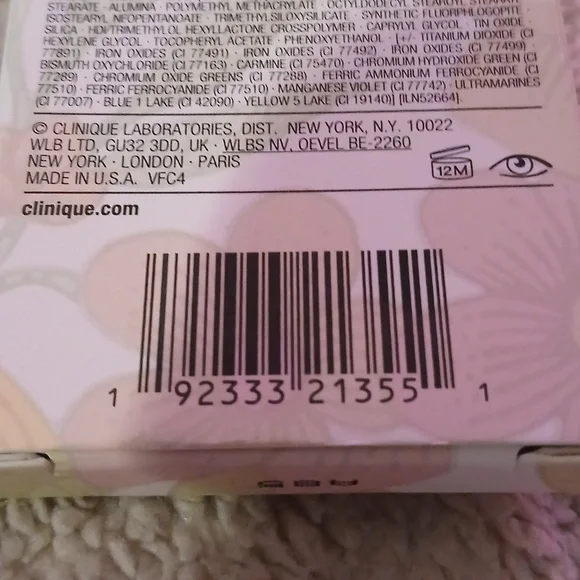 STEARATE · ALUMINA · POLYMETHYL METHACRYLATE · OCTYLDODECYL STEAROYL STEARATE
ISOSTEARYL NEOPENTANOATE · TRIMETHYLSILOXYSILICATE · SYNTHETIC FLUORPHLOGOPITE ·
SILICA · HDI/TRIMETHYLOL HEXYLLACTONE CROSSPOLYMER · CAPRYLYL GLYCOL · TIN OXIDE ·
HEXYLENE GLYCOL · TOCOPHERYL ACETATE · PHENOXYETHANOL · [+/- TITANIUM DIOXIDE (CI
77891) · IRON OXIDES (CI 77491) · IRON OXIDES (CI 77492) · IRON OXIDES (CI 77499) ·
BISMUTH OXYCHLORIDE (CI 77163) · CARMINE (CI 75470) · CHROMIUM HYDROXIDE GREEN (CI
77289) · CHROMIUM OXIDE GREENS (CI 77288) · FERRIC AMMONIUM FERROCYANIDE (CI
77510) · FERRIC FERROCYANIDE (CI 77510) · MANGANESE VIOLET (CI 77742) · ULTRAMARINES
(CI 77007) · BLUE 1 LAKE (CI 42090) · YELLOW 5 LAKE (CI 19140)] [ILN52664]
© CLINIQUE LABORATORIES, DIST. NEW YORK, N.Y. 10022
WLB LTD, GU32 3DD, UK · WLBS NV, OEVEL BE-2260
NEW YORK · LONDON · PARIS
MADE IN U.S.A. VFC4
12M
clinique.com
1 92333 21355 1